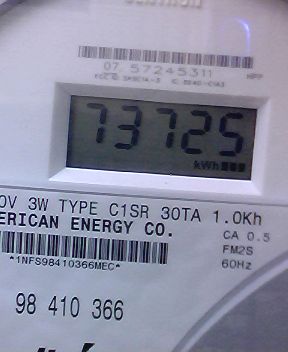 07 57245311
HPP
73725
kWh
0V 3W TYPE C1SR 30TA 1.0Kh
ERICAN ENERGY CO.
CA 0.5
FM2S
60Hz
*1NFS98410366MEC*
98 410 366